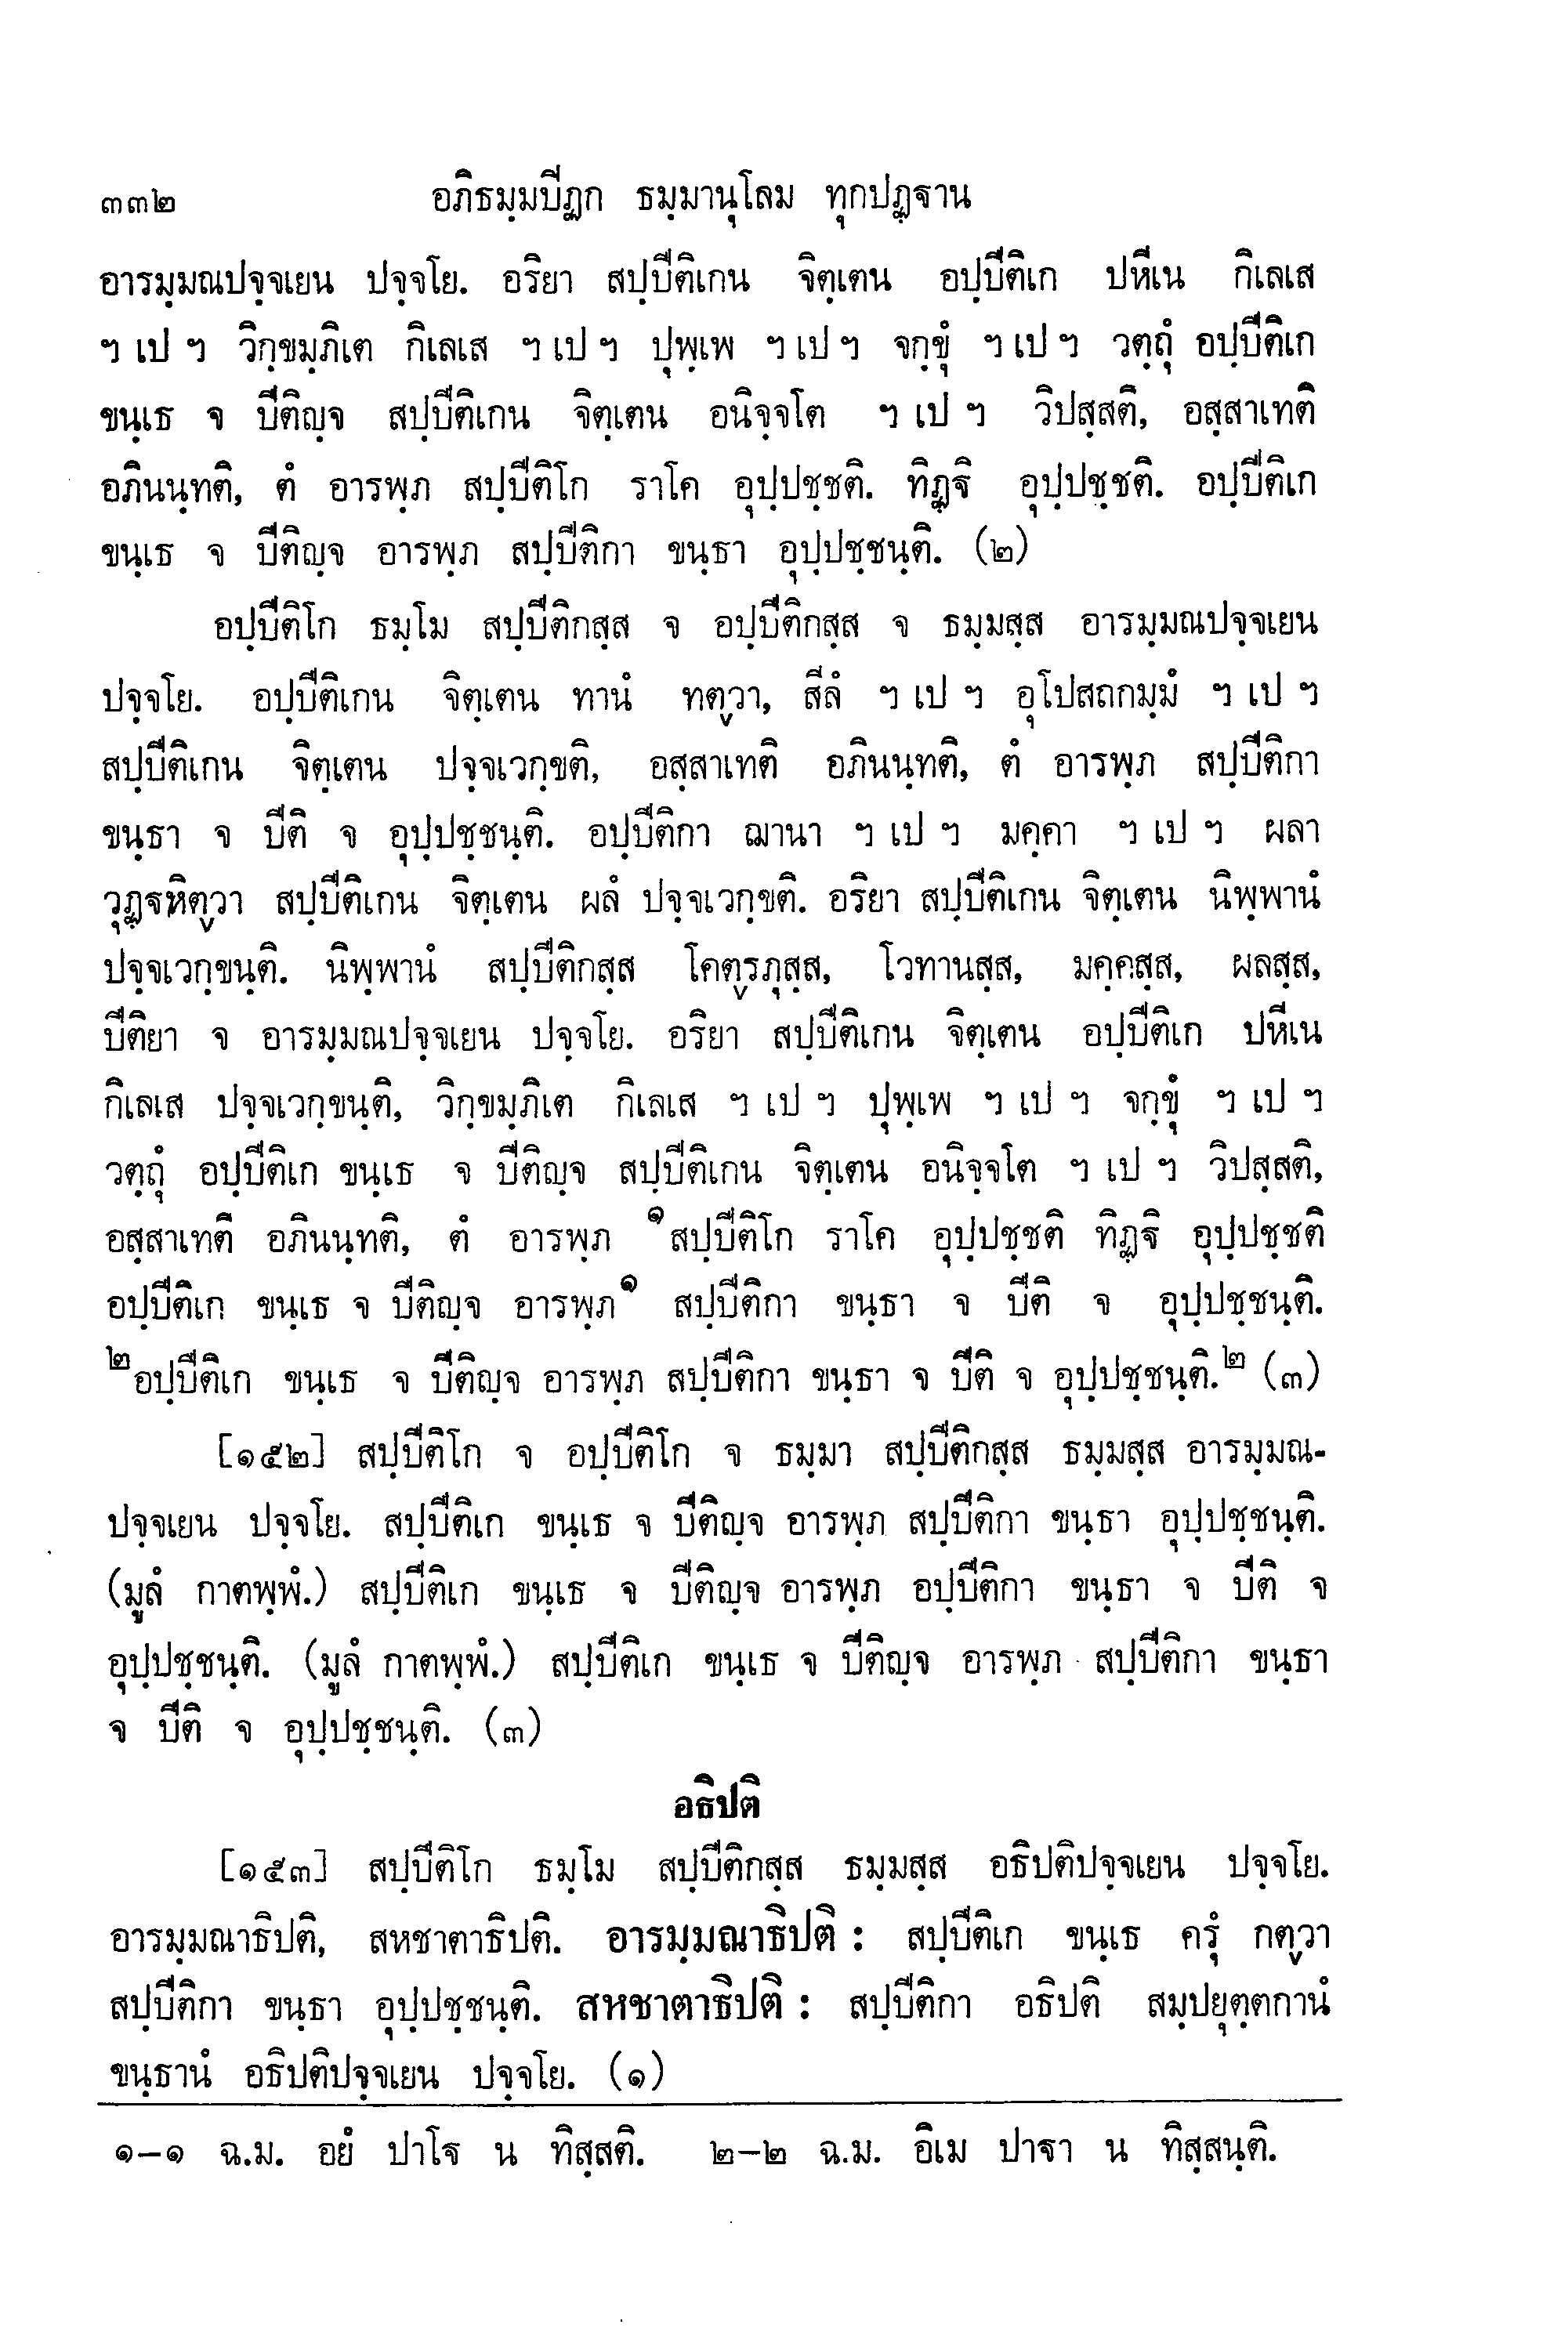 ๓๓๒ อภิธมฺมปิฏก ธมฺมานุโลม ทุกปฏฺฐาน
อารมฺมณปจฺจเยน ปจฺจโย. อริยา สปฺปีติเกน จิตฺเตน อปฺปีติเก ปหีเน กิเลเส
ฯ เป ฯ วิกฺขมฺภิเต กิเลเส ฯ เป ฯ ปุพฺเพ ฯ เป ฯ จกฺขุํ ฯ เป ฯ วตฺถุํ อปฺปีติเก
ขนฺเธ จ ปีติญฺจ สปฺปีติเกน จิตฺเตน อนิจฺจโต ฯ เป ฯ วิปสฺสติ, อสฺสาเทติ
อภินนฺทติ, ตํ อารพฺภ สปฺปีติโก ราโค อุปฺปชฺชติ. ทิฏฺฐิ อุปฺปชฺชติ. อปฺปีติเก
ขนฺเธ จ ปีติญฺจ อารพฺภ สปฺปีติกา ขนฺธา อุปฺปชฺชนฺติ. (๒)
อปฺปีติโก ธมฺโม สปฺปีติกสฺส จ อปฺปีติกสฺส จ ธมฺมสฺส อารมฺมณปจฺจเยน
ปจฺจโย. อปฺปีติเกน จิตฺเตน ทานํ ทตฺวา, สีลํ ฯ เป ฯ อุโปสถกมฺมํ ฯ เป ฯ
สปฺปีติเกน จิตฺเตน ปจฺจเวกฺขติ, อสฺสาเทติ อภินนฺทติ, ตํ อารพฺภ สปฺปีติกา
ขนฺธา จ ปีติ จ อุปฺปชฺชนฺติ. อปฺปีติกา ฌานา ฯ เป ฯ มคฺคา ฯ เป ฯ ผลา
วุฏฺฐหิตฺวา สปฺปีติเกน จิตฺเตน ผลํ ปจฺจเวกฺขติ. อริยา สปฺปีติเกน จิตฺเตน นิพฺพานํ
ปจฺจเวกฺขนฺติ. นิพฺพานํ สปฺปีติกสฺส โคตฺรภุสฺส, โวทานสฺส, มคฺคสฺส, ผลสฺส,
ปีติยา จ อารมฺมณปจฺจเยน ปจฺจโย. อริยา สปฺปีติเกน จิตฺเตน อปฺปีติเก ปหีเน
กิเลเส ปจฺจเวกฺขนฺติ, วิกฺขมฺภิเต กิเลเส ฯ เป ฯ ปุพฺเพ ฯ เป ฯ จกฺขุํ ฯ เป ฯ
วตฺถุํ อปฺปีติเก ขนฺเธ จ ปีติญฺจ สปฺปีติเกน จิตฺเตน อนิจฺจโต ฯ เป ฯ วิปสฺสติ,
อสฺสาเทติ อภินนฺทติ, ตํ อารพฺภ ๑สปฺปีติโก ราโค อุปฺปชฺชติ ทิฏฺฐิ อุปฺปชฺชติ
อปฺปีติเก ขนฺเธ จ ปีติญฺจ อารพฺภ๑ สปฺปีติกา ขนฺธา จ ปีติ จ อุปฺปชฺชนฺติ.
๒อปฺปีติเก ขนฺเธ จ ปีติญฺจ อารพฺภ สปฺปีติกา ขนฺธา จ ปีติ จ อุปฺปชฺชนฺติ.๒ (๓)
[๑๕๒] สปฺปีติโก จ อปฺปีติโก จ ธมฺมา สปฺปีติกสฺส ธมฺมสฺส อารมฺมณ-
ปจฺจเยน ปจฺจโย. สปฺปีติเก ขนฺเธ จ ปีติญฺจ อารพฺภ สปฺปีติกา ขนฺธา อุปฺปชฺชนฺติ.
(มูลํ กาตพฺพํ.) สปฺปีติเก ขนฺเธ จ ปีติญฺจ อารพฺภ อปฺปีติกา ขนฺธา จ ปีติ จ
อุปฺปชฺชนฺติ. (มูลํ กาตพฺพํ.) สปฺปีติเก ขนฺเธ จ ปีติญฺจ อารพฺภ สปฺปีติกา ขนฺธา
จ ปีติ จ อุปฺปชฺชนฺติ. (๓)
อธิปติ
[๑๕๓] สปฺปีติโก ธมฺโม สปฺปีติกสฺส ธมฺมสฺส อธิปติปจฺจเยน ปจฺจโย.
อารมฺมณาธิปติ, สหชาตาธิปติ. อารมฺมณาธิปติ : สปฺปีติเก ขนฺเธ ครุํ กตฺวา
สปฺปีติกา ขนฺธา อุปฺปชฺชนฺติ. สหชาตาธิปติ : สปฺปีติกา อธิปติ สมฺปยุตฺตกานํ
ขนฺธานํ อธิปติปจฺจเยน ปจฺจโย. (๑)
๑–๑ ฉ.ม. อยํ ปาโฐ น ทิสฺสติ. ๒–๒ ฉ.ม. อิเม ปาฐา น ทิสฺสนฺติ.